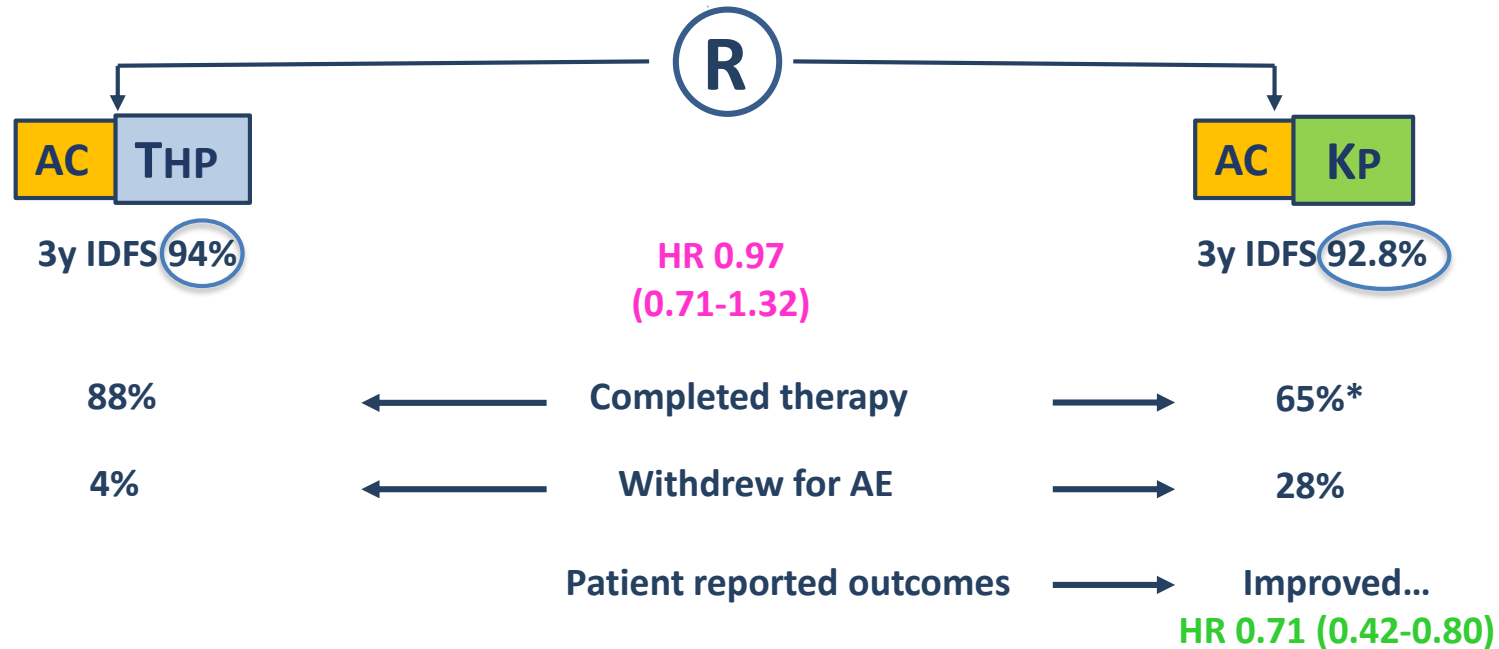 R
AC THP AC KP
3y IDFS 94% HR 0.97 3y IDFS 92.8%
(0.71-1.32)
88% Completed therapy 65%*
4% Withdrew for AE 28%
Patient reported outcomes Improved…
HR 0.71 (0.42-0.80)